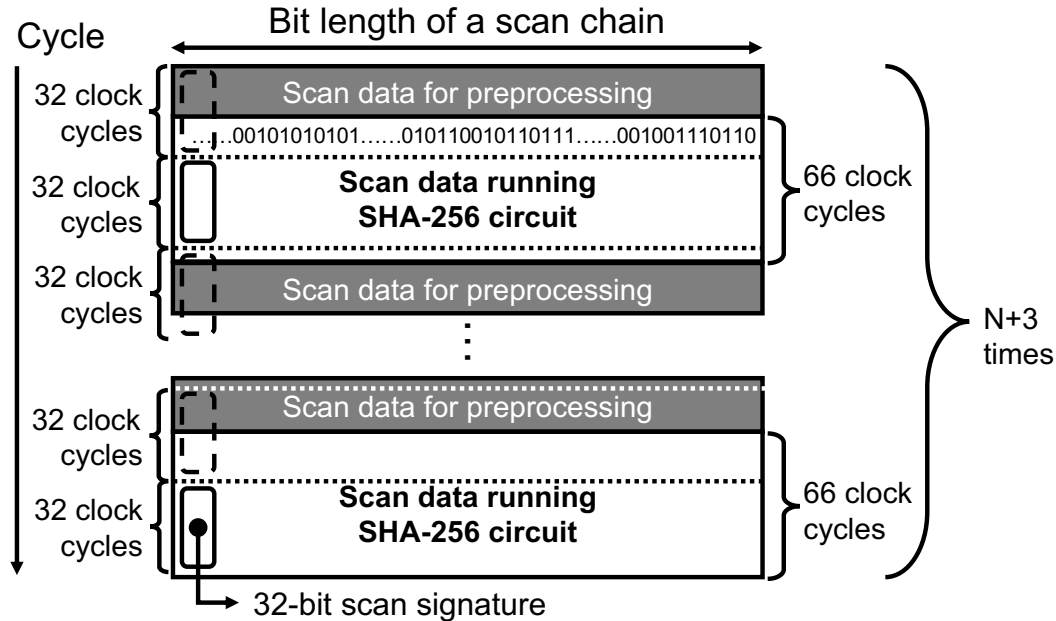 Bit length of a scan chain
Cycle
32 clock
cycles
Scan data for preprocessing
......00101010101......010110010110111......001001110110
32 clock
cycles
Scan data running
SHA-256 circuit
66 clock
cycles
32 clock
cycles
Scan data for preprocessing
N+3
times
Scan data for preprocessing
32 clock
cycles
32 clock
cycles
Scan data running
SHA-256 circuit
66 clock
cycles
32-bit scan signature